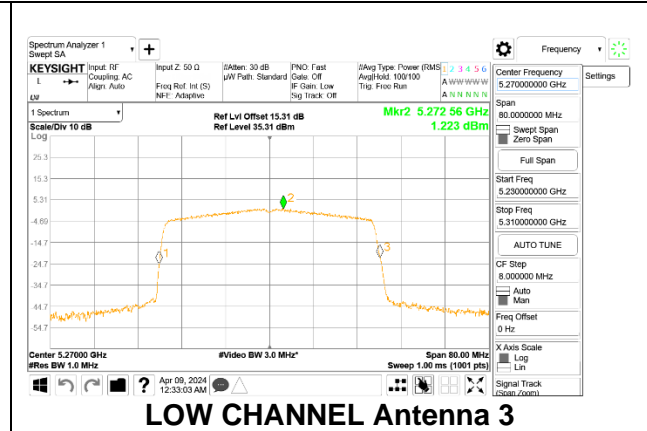 Spectrum Analyzer 1
Swept SA
Frequency
KEYSIGHT
L
Input: RF
Coupling: AC
Align: Auto
Input Z: 50 Ω
Freq Ref: Int (S)
NFE: Adaptive
#Atten: 30 dB
µW Path: Standard
PNO: Fast
Gate: Off
IF Gain: Low
Sig Track: Off
#Avg Type: Power (RMS
Avg|Hold: 100/100
Trig: Free Run
1 2 3 4 5 6
A W W W W W
A N N N N N
1 Spectrum
Scale/Div 10 dB
Log
Ref Lvl Offset 15.31 dB
Ref Level 35.31 dBm
Mkr2 5.272 56 GHz
1.223 dBm
25.3
15.3
5.31
-4.69
-14.7
-24.7
-34.7
-44.7
-54.7
1
2
3
Center 5.27000 GHz
#Res BW 1.0 MHz
#Video BW 3.0 MHz*
Span 80.00 MHz
Sweep 1.00 ms (1001 pts)
Center Frequency
5.270000000 GHz
Settings
Span
80.0000000 MHz
Swept Span
Zero Span
Full Span
Start Freq
5.230000000 GHz
Stop Freq
5.310000000 GHz
AUTO TUNE
CF Step
8.000000 MHz
Auto
Man
Freq Offset
0 Hz
X Axis Scale
Log
Lin
Signal Track
(Span Zoom)
?
Apr 09, 2024
12:33:03 AM
LOW CHANNEL Antenna 3